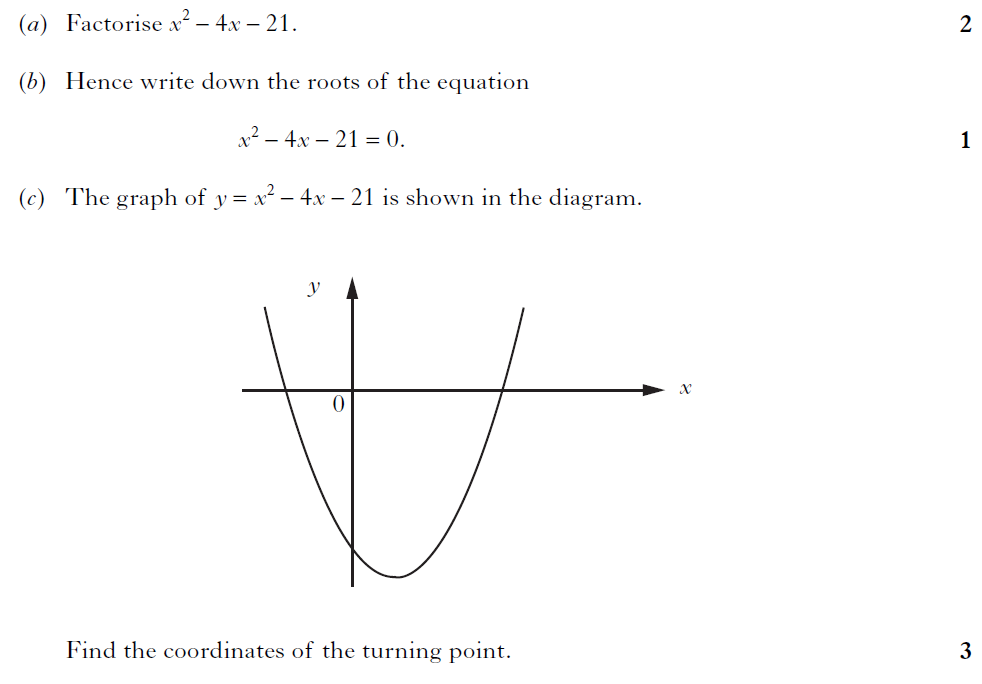 (a) Factorise x² – 4x – 21. 2
(b) Hence write down the roots of the equation
x² – 4x – 21 = 0. 1
(c) The graph of y = x² – 4x – 21 is shown in the diagram.
y
x
0
Find the coordinates of the turning point. 3